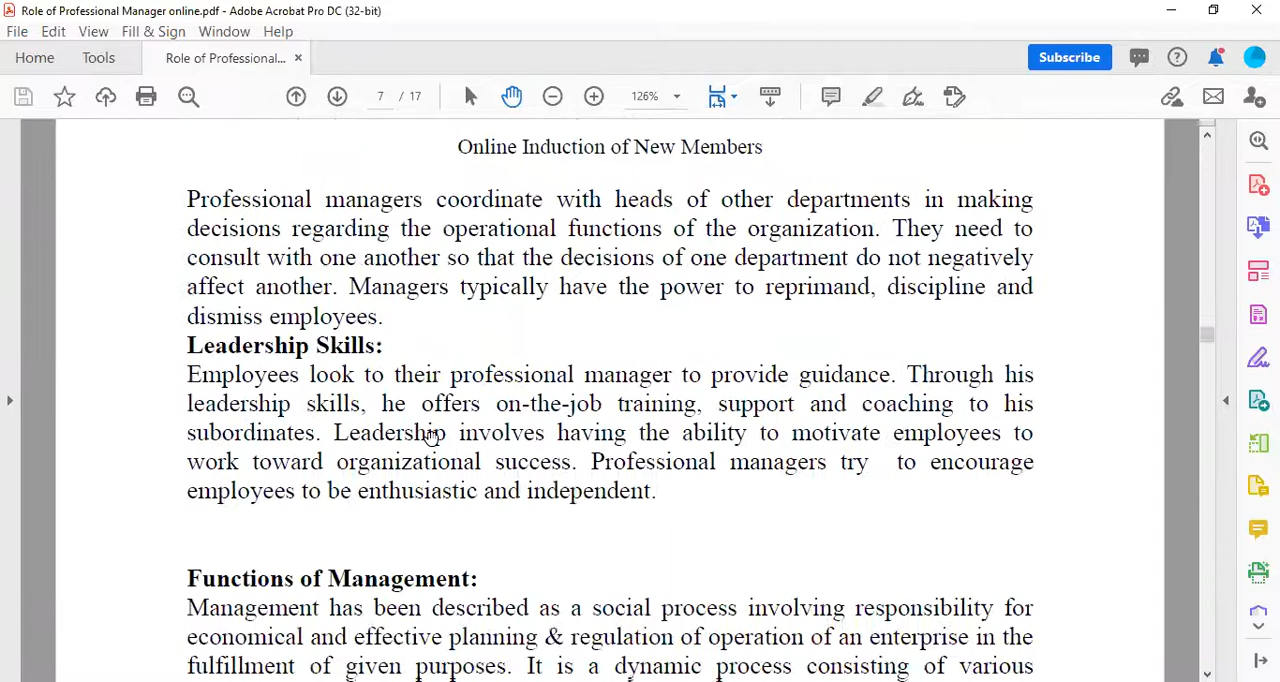 Role of Professional Manager online.pdf - Adobe Acrobat Pro DC (32-bit)
File Edit View Fill & Sign Window Help
Home Tools Role of Professional... × Subscribe
7 / 17 126%
Online Induction of New Members
Professional managers coordinate with heads of other departments in making
decisions regarding the operational functions of the organization. They need to
consult with one another so that the decisions of one department do not negatively
affect another. Managers typically have the power to reprimand, discipline and
dismiss employees.
Leadership Skills:
Employees look to their professional manager to provide guidance. Through his
leadership skills, he offers on-the-job training, support and coaching to his
subordinates. Leadership involves having the ability to motivate employees to
work toward organizational success. Professional managers try to encourage
employees to be enthusiastic and independent.
Functions of Management:
Management has been described as a social process involving responsibility for
economical and effective planning & regulation of operation of an enterprise in the
fulfillment of given purposes. It is a dynamic process consisting of various